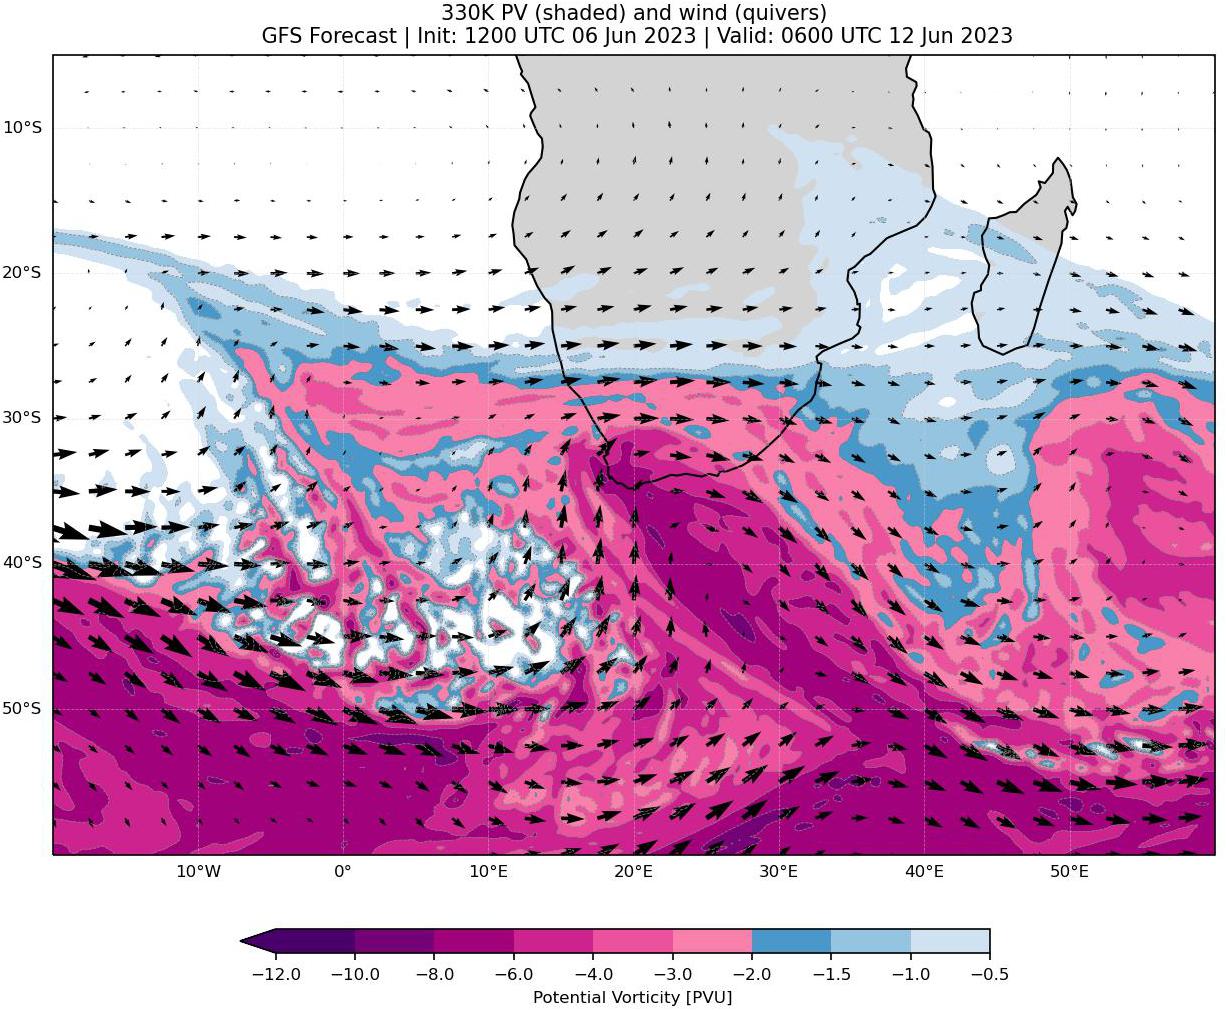 330K PV (shaded) and wind (quivers)
GFS Forecast | Init: 1200 UTC 06 Jun 2023 | Valid: 0600 UTC 12 Jun 2023
10°S
20°S
30°S
40°S
50°S
10°W 0° 10°E 20°E 30°E 40°E 50°E
−12.0 −10.0 −8.0 −6.0 −4.0 −3.0 −2.0 −1.5 −1.0 −0.5
Potential Vorticity [PVU]